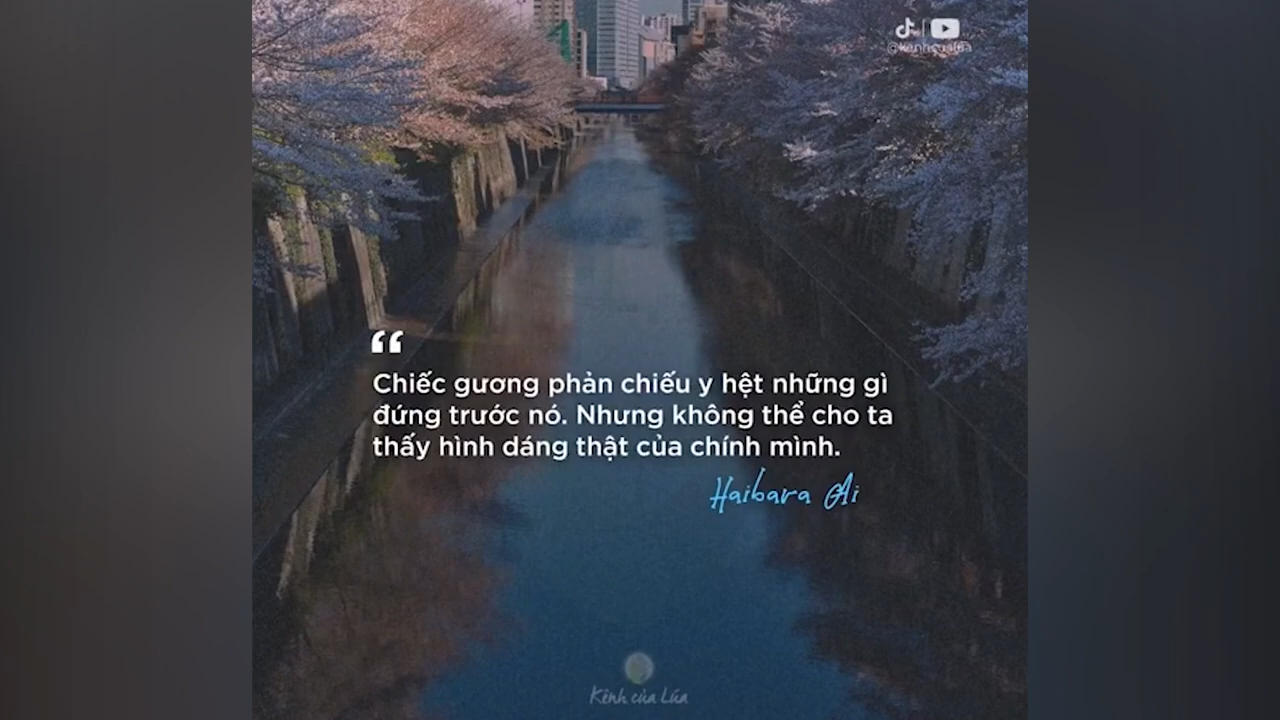 @kenhcualua
“
Chiếc gương phản chiếu y hệt những gì
đứng trước nó. Nhưng không thể cho ta
thấy hình dáng thật của chính mình.
Haibara Ai
Kênh của Lúa